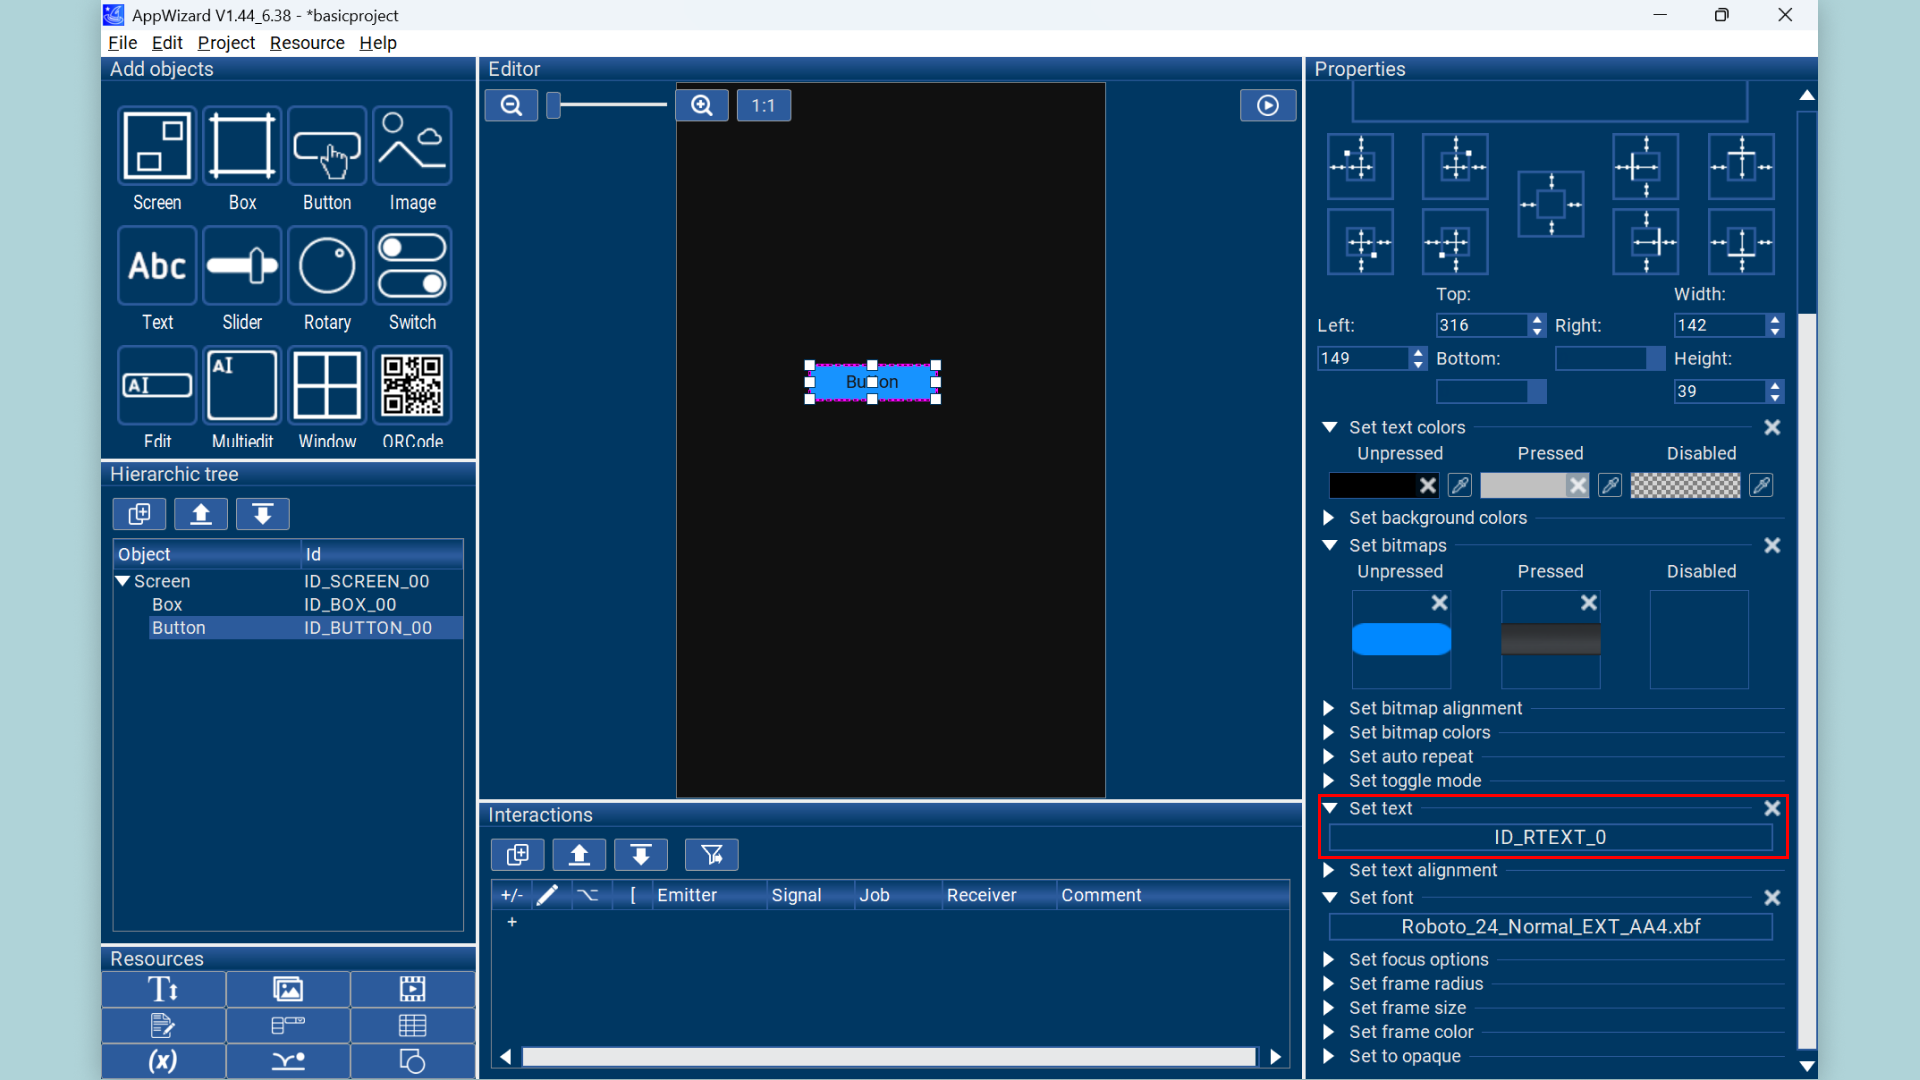 AppWizard V1.44_6.38 - *basicproject
File Edit Project Resource Help
Add objects
Screen Box Button Image
Abc
Text Slider Rotary Switch
AI AI
Edit Multiedit Window QRCode
Hierarchic tree
Object Id
Screen ID_SCREEN_00
Box ID_BOX_00
Button ID_BUTTON_00
Resources
(x)
Editor
1:1
Button
Interactions
+/- [ Emitter Signal Job Receiver Comment
+
Properties
Top: Width:
Left: 316 Right: 142
149 Bottom: Height:
39
Set text colors
Unpressed Pressed Disabled
Set background colors
Set bitmaps
Unpressed Pressed Disabled
Set bitmap alignment
Set bitmap colors
Set auto repeat
Set toggle mode
Set text
ID_RTEXT_0
Set text alignment
Set font
Roboto_24_Normal_EXT_AA4.xbf
Set focus options
Set frame radius
Set frame size
Set frame color
Set to opaque